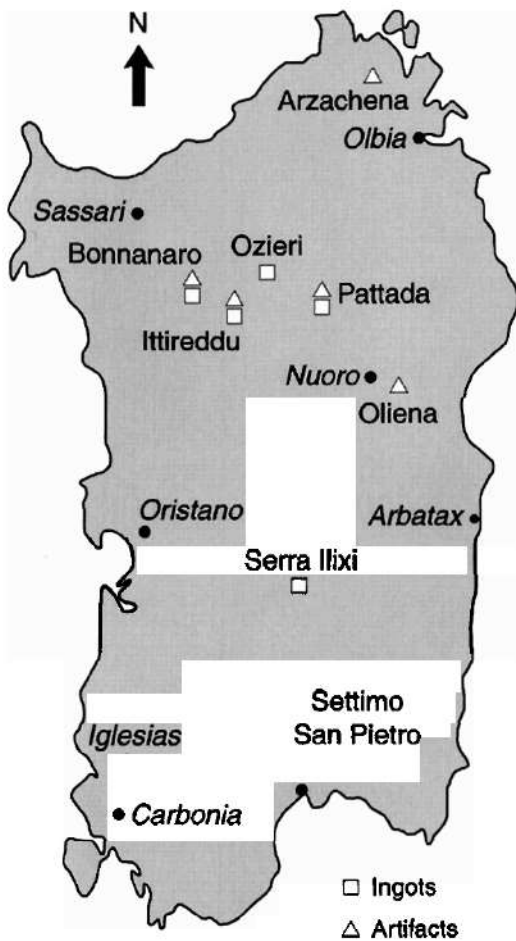 N
Arzachena
Olbia
Sassari
Ozieri
Bonnanaro
Pattada
Ittireddu
Nuoro
Oliena
Oristano
Arbatax
Serra Ilixi
Settimo
San Pietro
Iglesias
Carbonia
Ingots
Artifacts